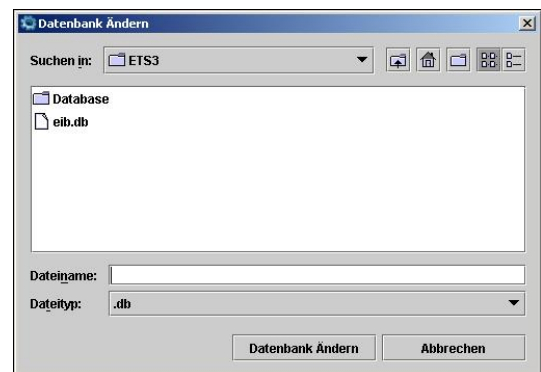 Datenbank Ändern
Suchen in: ETS3
Database
eib.db
Dateiname:
Dateityp: .db
Datenbank Ändern Abbrechen